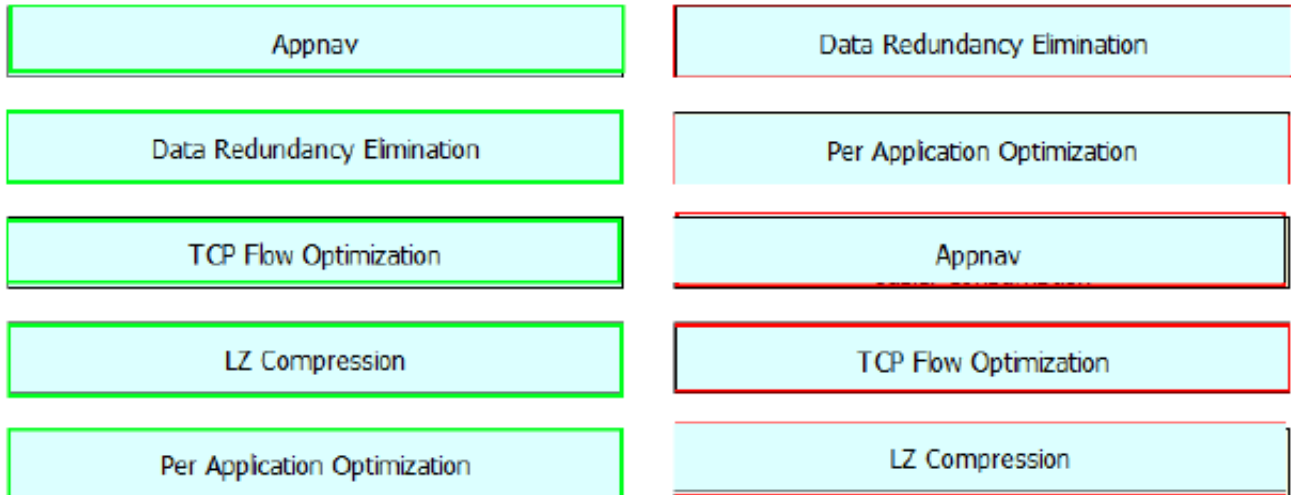 Appnav
Data Redundancy Elimination
Data Redundancy Elimination
Per Application Optimization
TCP Flow Optimization
Appnav
LZ Compression
TCP Flow Optimization
Per Application Optimization
LZ Compression